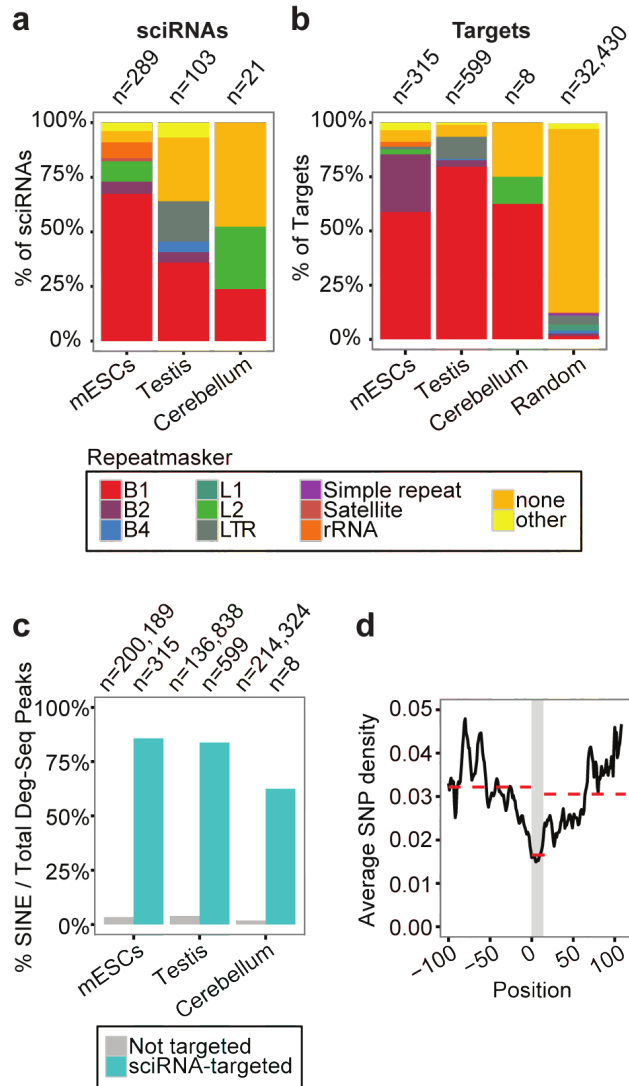 a
sciRNAs
n=289
n=103
n=21
100%
75%
50%
25%
0%
% of sciRNAs
mESCs
Testis
Cerebellum
b
Targets
n=315
n=599
n=8
n=32,430
100%
75%
50%
25%
0%
% of Targets
mESCs
Testis
Cerebellum
Random
Repeatmasker
B1
B2
B4
L1
L2
LTR
Simple repeat
Satellite
rRNA
none
other
c
n=200,189
n=315
n=136,838
n=599
n=214,324
n=8
100%
75%
50%
25%
0%
% SINE / Total Deg-Seq Peaks
mESCs
Testis
Cerebellum
Not targeted
sciRNA-targeted
d
0.05
0.04
0.03
0.02
0.01
0.00
Average SNP density
−100
−50
0
50
100
Position